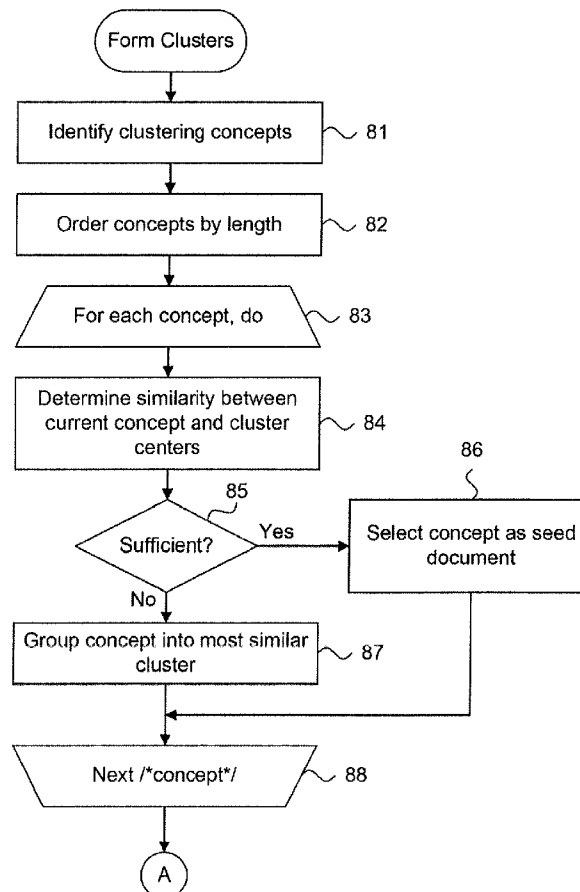 Form Clusters
Identify clustering concepts
81
Order concepts by length
82
For each concept, do
83
Determine similarity between
current concept and cluster
centers
84
85
Sufficient?
Yes
No
86
Select concept as seed
document
Group concept into most similar
cluster
87
Next /*concept*/
88
A